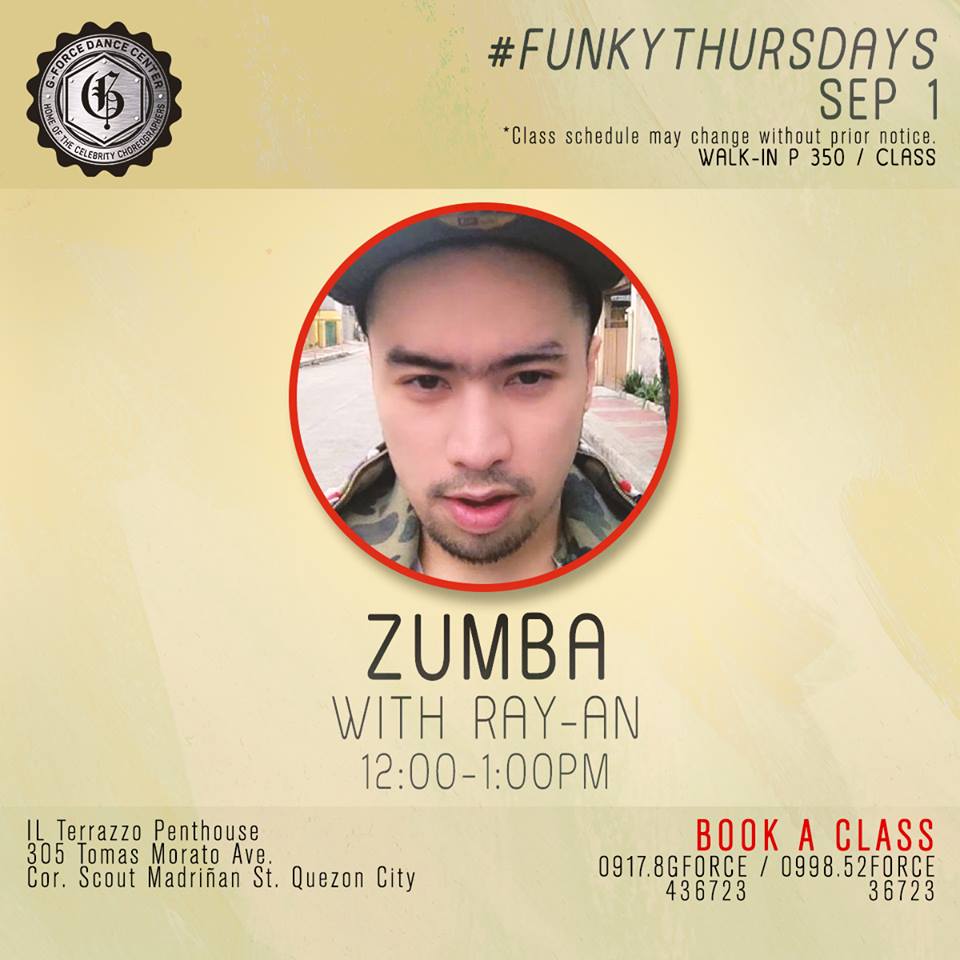 G-FORCE DANCE CENTER
G
HOME OF THE CELEBRITY CHOREOGRAPHERS
#FUNKYTHURSDAYS
SEP 1
*Class schedule may change without prior notice.
WALK-IN P 350 / CLASS
ZUMBA
WITH RAY-AN
12:00-1:00PM
IL Terrazzo Penthouse
305 Tomas Morato Ave.
Cor. Scout Madriñan St. Quezon City
BOOK A CLASS
0917.8GFORCE / 0998.52FORCE
436723 36723